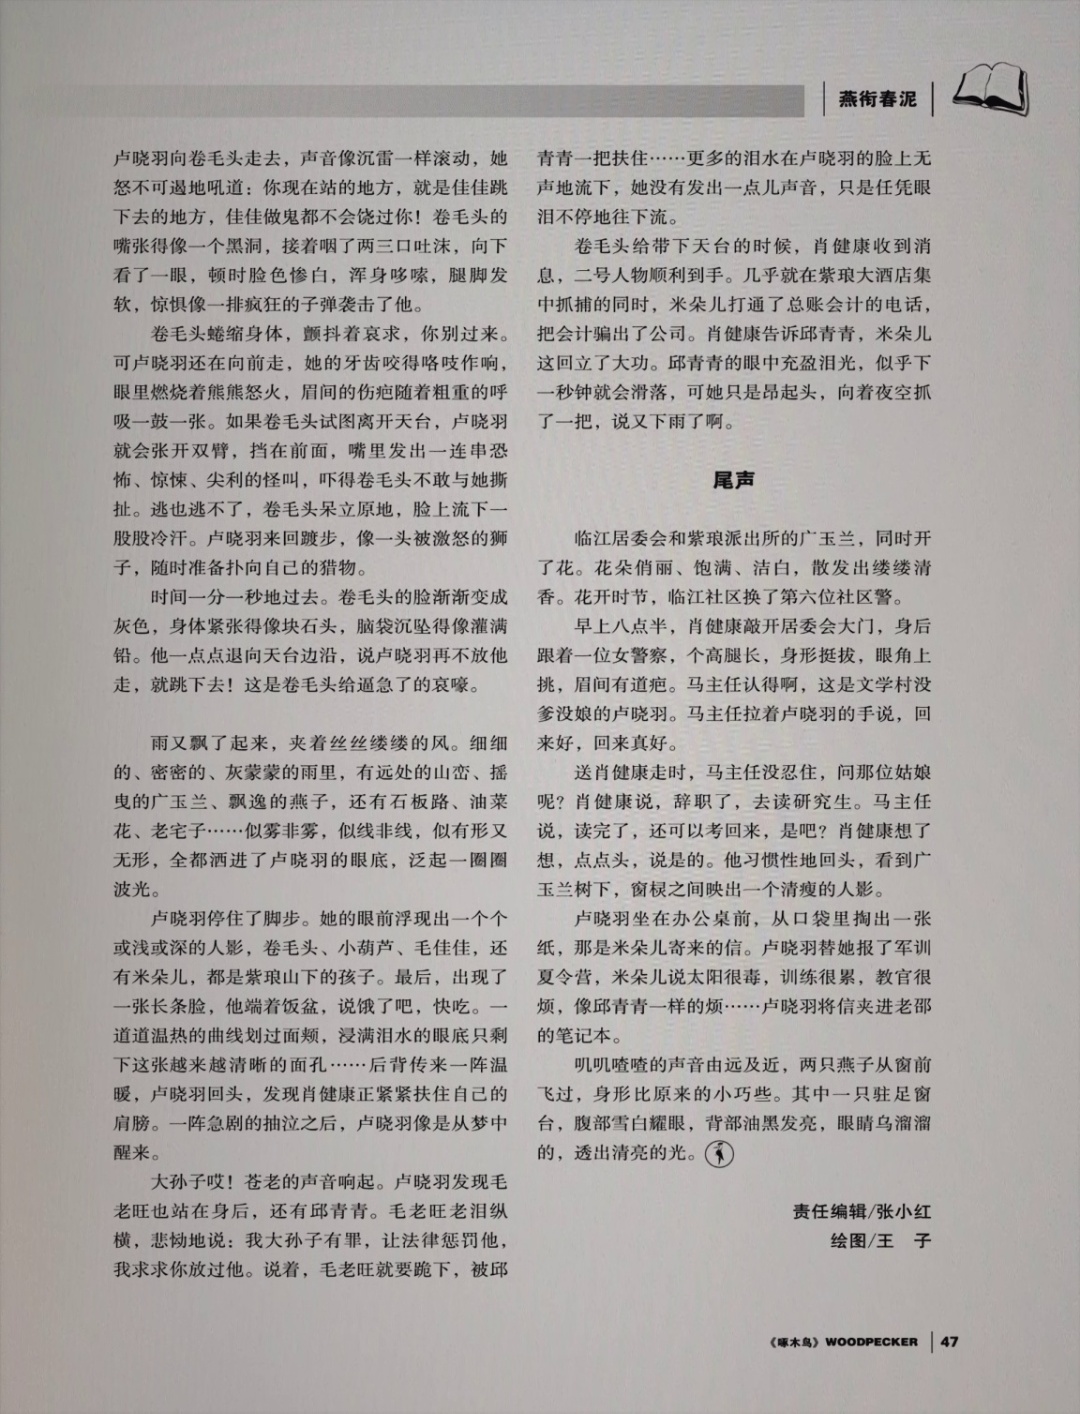 燕衔春泥
卢晓羽向卷毛头走去，声音像沉雷一样滚动，她
怒不可遏地吼道：你现在站的地方，就是佳佳跳
下去的地方，佳佳做鬼都不会饶过你！卷毛头的
嘴张得像一个黑洞，接着咽了两三口吐沫，向下
看了一眼，顿时脸色惨白，浑身哆嗦，腿脚发
软，惊惧像一排疯狂的子弹袭击了他。
卷毛头蜷缩身体，颤抖着哀求，你别过来。
可卢晓羽还在向前走，她的牙齿咬得咯吱作响，
眼里燃烧着熊熊怒火，眉间的伤疤随着粗重的呼
吸一鼓一张。如果卷毛头试图离开天台，卢晓羽
就会张开双臂，挡在前面，嘴里发出一连串恐
怖、惊悚、尖利的怪叫，吓得卷毛头不敢与她撕
扯。逃也逃不了，卷毛头呆立原地，脸上流下一
股股冷汗。卢晓羽来回踱步，像一头被激怒的狮
子，随时准备扑向自己的猎物。
时间一分一秒地过去。卷毛头的脸渐渐变成
灰色，身体紧张得像块石头，脑袋沉坠得像灌满
铅。他一点点退向天台边沿，说卢晓羽再不放他
走，就跳下去！这是卷毛头给逼急了的哀嚎。
雨又飘了起来，夹着丝丝缕缕的风。细细
的、密密的、灰蒙蒙的雨里，有远处的山峦、摇
曳的广玉兰、飘逸的燕子，还有石板路、油菜
花、老宅子……似雾非雾，似线非线，似有形又
无形，全都洒进了卢晓羽的眼底，泛起一圈圈
波光。
卢晓羽停住了脚步。她的眼前浮现出一个个
或浅或深的人影，卷毛头、小葫芦、毛佳佳，还
有米朵儿，都是紫琅山下的孩子。最后，出现了
一张长条脸，他端着饭盆，说饿了吧，快吃。一
道道温热的曲线划过面颊，浸满泪水的眼底只剩
下这张越来越清晰的面孔……后背传来一阵温
暖，卢晓羽回头，发现肖健康正紧紧扶住自己的
肩膀。一阵急剧的抽泣之后，卢晓羽像是从梦中
醒来。
大孙子哎！苍老的声音响起。卢晓羽发现毛
老旺也站在身后，还有邱青青。毛老旺老泪纵
横，悲恸地说：我大孙子有罪，让法律惩罚他，
我求求你放过他。说着，毛老旺就要跪下，被邱
青青一把扶住……更多的泪水在卢晓羽的脸上无
声地流下，她没有发出一点儿声音，只是任凭眼
泪不停地往下流。
卷毛头给带下天台的时候，肖健康收到消
息，二号人物顺利到手。几乎就在紫琅大酒店集
中抓捕的同时，米朵儿打通了总账会计的电话，
把会计骗出了公司。肖健康告诉邱青青，米朵儿
这回立了大功。邱青青的眼中充盈泪光，似乎下
一秒钟就会滑落，可她只是昂起头，向着夜空抓
了一把，说又下雨了啊。
尾声
临江居委会和紫琅派出所的广玉兰，同时开
了花。花朵俏丽、饱满、洁白，散发出缕缕清
香。花开时节，临江社区换了第六位社区警。
早上八点半，肖健康敲开居委会大门，身后
跟着一位女警察，个高腿长，身形挺拔，眼角上
挑，眉间有道疤。马主任认得啊，这是文学村没
爹没娘的卢晓羽。马主任拉着卢晓羽的手说，回
来好，回来真好。
送肖健康走时，马主任没忍住，问那位姑娘
呢？肖健康说，辞职了，去读研究生。马主任
说，读完了，还可以考回来，是吧？肖健康想了
想，点点头，说是的。他习惯性地回头，看到广
玉兰树下，窗棂之间映出一个清瘦的人影。
卢晓羽坐在办公桌前，从口袋里掏出一张
纸，那是米朵儿寄来的信。卢晓羽替她报了军训
夏令营，米朵儿说太阳很毒，训练很累，教官很
烦，像邱青青一样的烦……卢晓羽将信夹进老邵
的笔记本。
叽叽喳喳的声音由远及近，两只燕子从窗前
飞过，身形比原来的小巧些。其中一只驻足窗
台，腹部雪白耀眼，背部油黑发亮，眼睛乌溜溜
的，透出清亮的光。
责任编辑/张小红
绘图/王　子
《啄木鸟》WOODPECKER 47